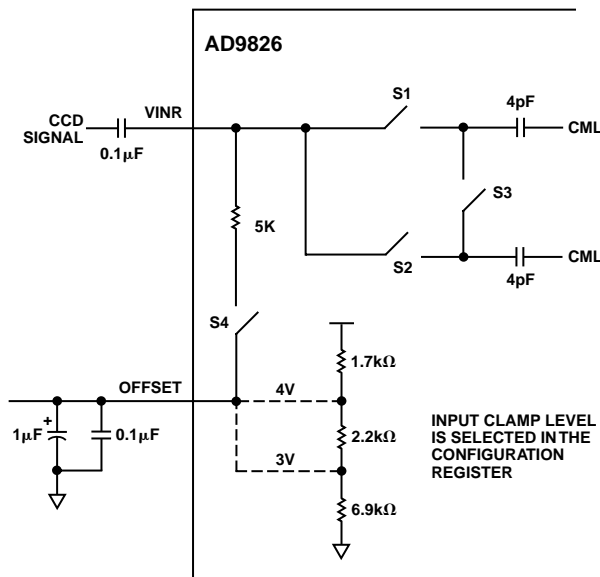 AD9826
S1
4pF
CCD
SIGNAL
VINR
CML
0.1µF
S3
5K
S2
CML
4pF
S4
1.7kΩ
OFFSET
4V
+
1µF
0.1µF
2.2kΩ
3V
6.9kΩ
INPUT CLAMP LEVEL
IS SELECTED IN THE
CONFIGURATION
REGISTER